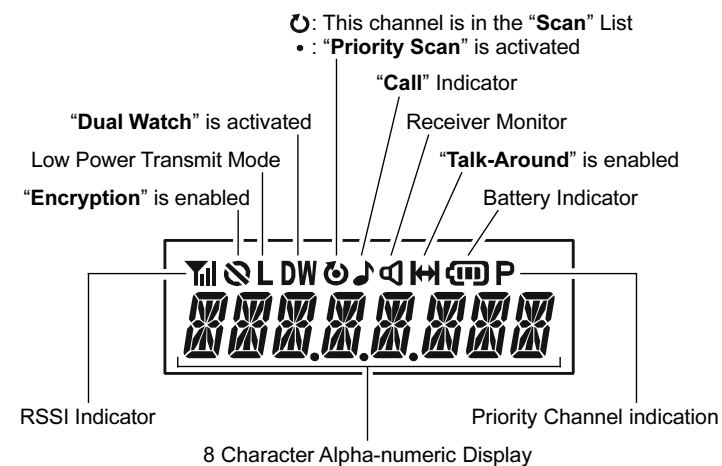 ↻: This channel is in the "Scan" List
• : "Priority Scan" is activated
"Call" Indicator
"Dual Watch" is activated
Receiver Monitor
Low Power Transmit Mode
"Talk-Around" is enabled
"Encryption" is enabled
Battery Indicator
L DW P
RSSI Indicator
Priority Channel indication
8 Character Alpha-numeric Display